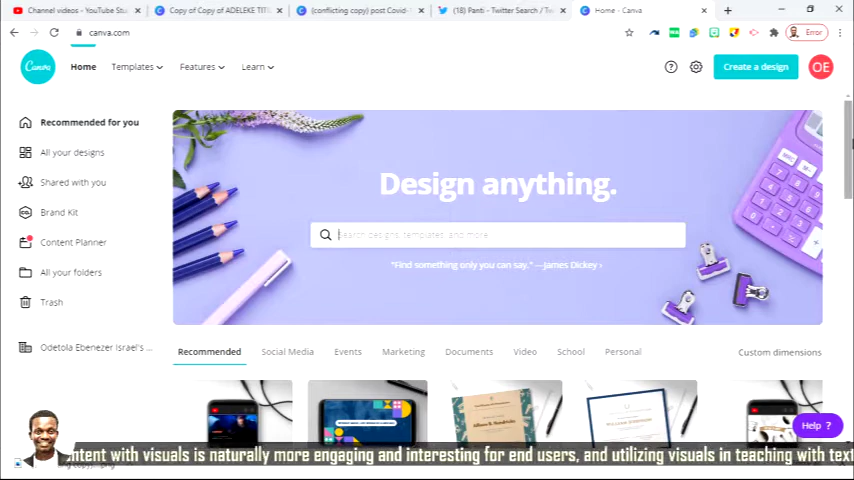 Channel videos - YouTube Stu
Copy of Copy of ADELEKE TITU
(conflicting copy) post Covid-
(18) Panti - Twitter Search / Tw
Home - Canva
canva.com
Error
Canva
Home
Templates
Features
Learn
Create a design
OE
Recommended for you
All your designs
Shared with you
Brand Kit
Content Planner
All your folders
Trash
Odetola Ebenezer Israel's ...
Design anything.
Search designs, templates, and more
"Find something only you can say." —James Dickey ›
Recommended
Social Media
Events
Marketing
Documents
Video
School
Personal
Custom dimensions
Help ?
ntent with visuals is naturally more engaging and interesting for end users, and utilizing visuals in teaching with text